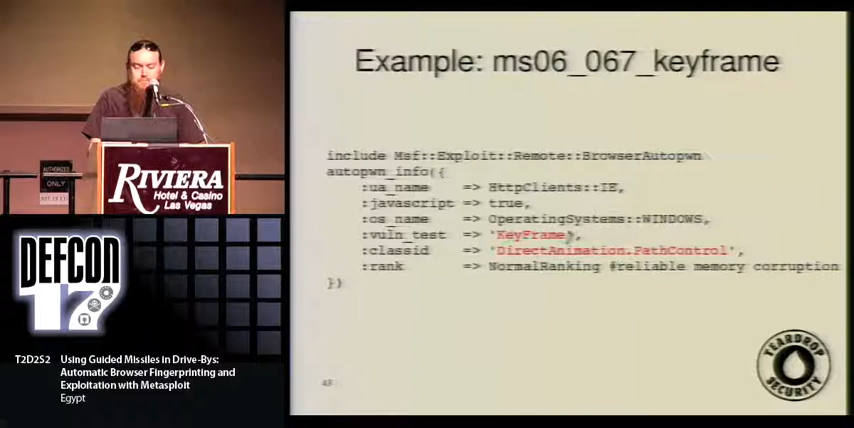 Example: ms06_067_keyframe
include Msf::Exploit::Remote::BrowserAutopwn
autopwn_info({
:ua_name => HttpClients::IE,
:javascript => true,
:os_name => OperatingSystems::WINDOWS,
:vuln_test => 'KeyFrame',
:classid => 'DirectAnimation.PathControl',
:rank => NormalRanking #reliable memory corruption
})
43
TEARDROP
SECURITY
AUTHORIZED
ONLY
RIVIERA
Hotel & Casino
Las Vegas
DEFCON
17
T2D2S2 Using Guided Missiles in Drive-Bys:
Automatic Browser Fingerprinting and
Exploitation with Metasploit
Egypt